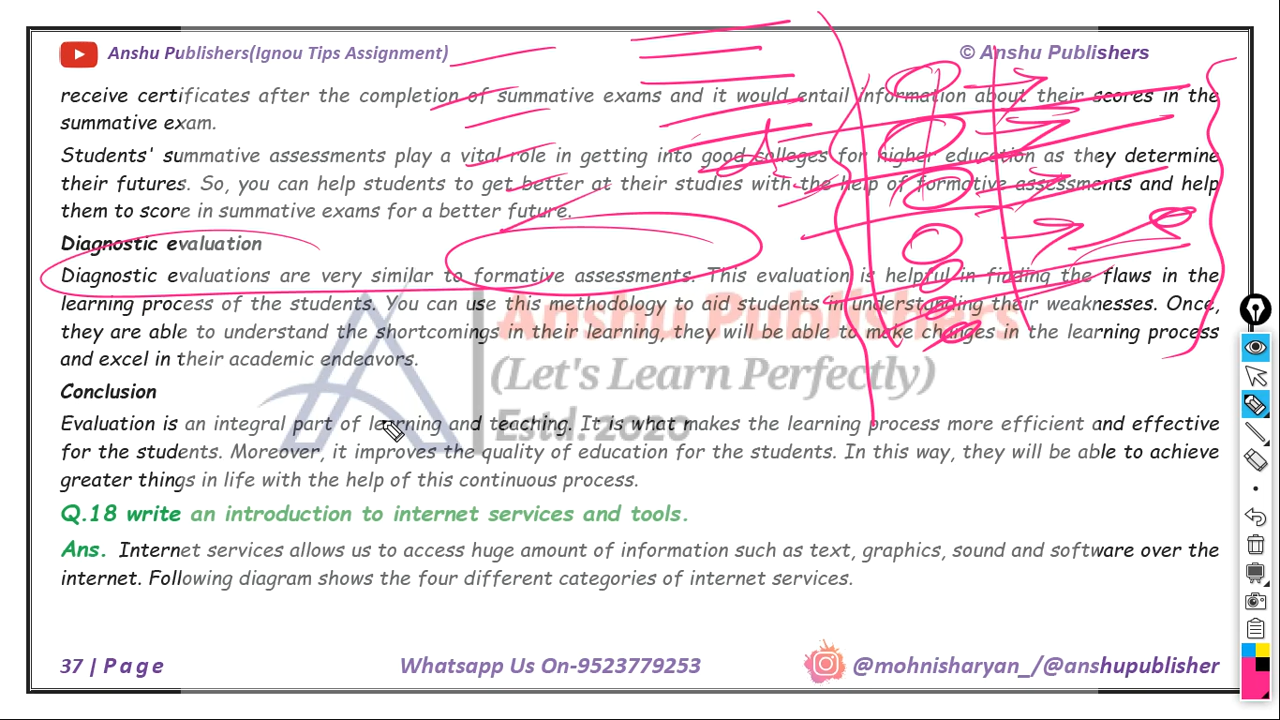 Anshu Publishers(Ignou Tips Assignment) © Anshu Publishers
receive certificates after the completion of summative exams and it would entail information about their scores in the
summative exam.
Students' summative assessments play a vital role in getting into good colleges for higher education as they determine
their futures. So, you can help students to get better at their studies with the help of formative assessments and help
them to score in summative exams for a better future.
Diagnostic evaluation
Diagnostic evaluations are very similar to formative assessments. This evaluation is helpful in finding the flaws in the
learning process of the students. You can use this methodology to aid students in understanding their weaknesses. Once,
they are able to understand the shortcomings in their learning, they will be able to make changes in the learning process
and excel in their academic endeavors.
Anshu Publishers
(Let's Learn Perfectly)
Estd. 2020
Conclusion
Evaluation is an integral part of learning and teaching. It is what makes the learning process more efficient and effective
for the students. Moreover, it improves the quality of education for the students. In this way, they will be able to achieve
greater things in life with the help of this continuous process.
Q.18 write an introduction to internet services and tools.
Ans. Internet services allows us to access huge amount of information such as text, graphics, sound and software over the
internet. Following diagram shows the four different categories of internet services.
37 | Page Whatsapp Us On-9523779253 @mohnisharyan_/@anshupublisher